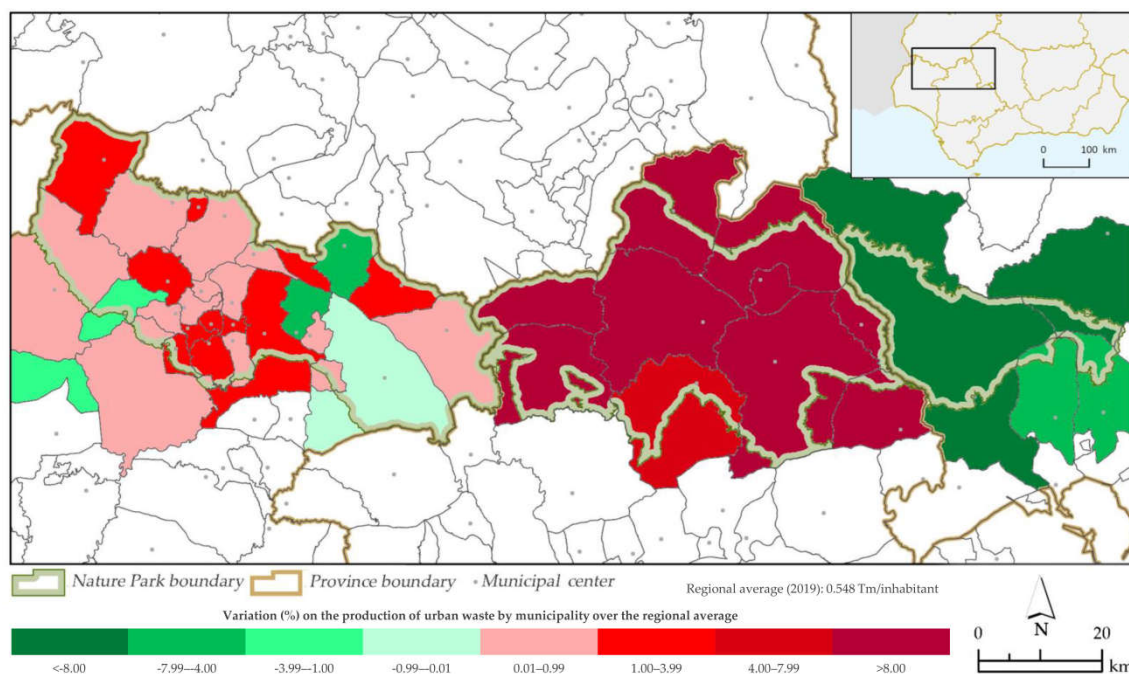 0 100 km
Nature Park boundary Province boundary Municipal center
Regional average (2019): 0.548 Tm/inhabitant
Variation (%) on the production of urban waste by municipality over the regional average
<-8.00 -7.99–-4.00 -3.99–-1.00 -0.99–-0.01 0.01–0.99 1.00–3.99 4.00–7.99 >8.00
N
0 20
km